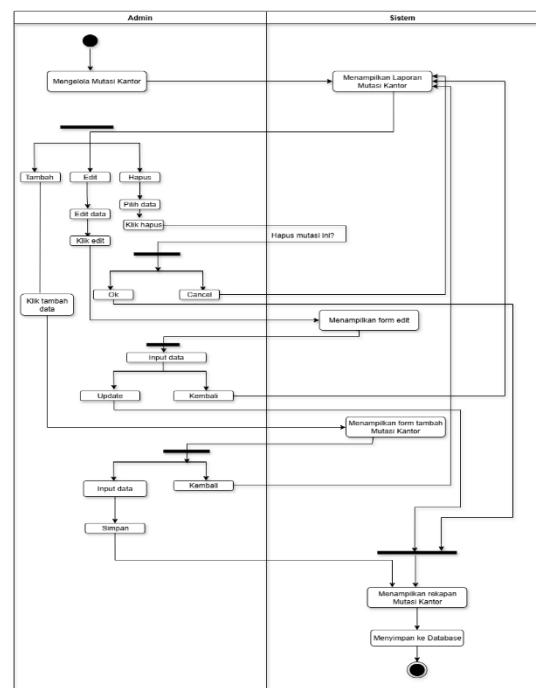 Admin
Sistem
Mengelola Mutasi Kantor
Menampilkan Laporan
Mutasi Kantor
Tambah
Edit
Hapus
Edit data
Pilih data
Klik edit
Klik hapus
Hapus mutasi ini?
Klik tambah
data
Ok
Cancel
Menampilkan form edit
Input data
Update
Kembali
Menampilkan form tambah
Mutasi Kantor
Input data
Kembali
Simpan
Menampilkan rekapan
Mutasi Kantor
Menyimpan ke Database